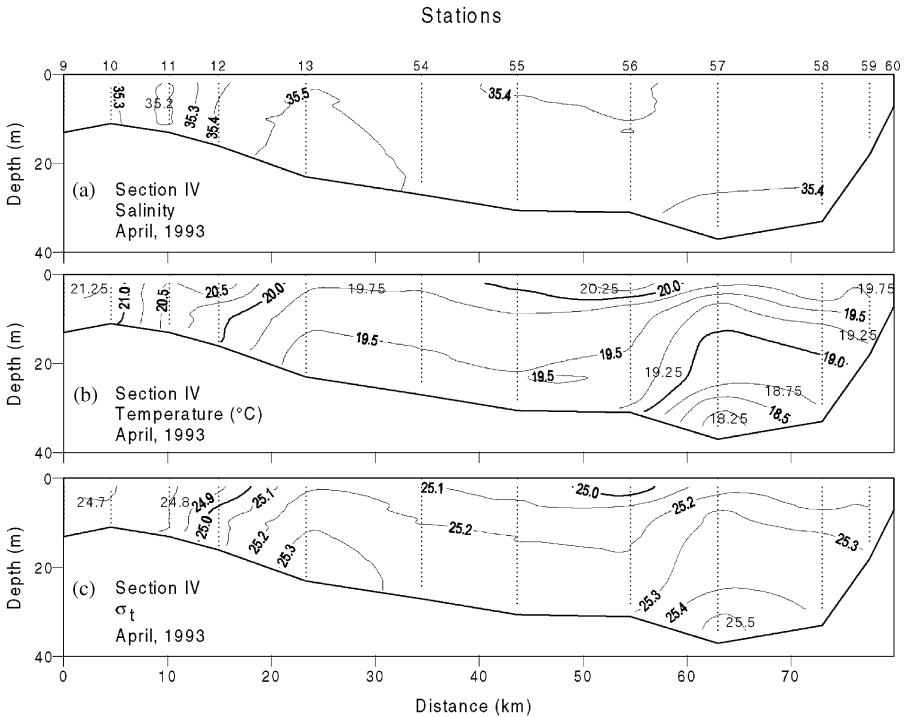 Stations
9 10 11 12 13 54 55 56 57 58 59 60
0
20
40
Depth (m)
35.3 35.2 35.3 35.4 35.5 35.4 35.4
(a) Section IV
Salinity
April, 1993
0
20
40
Depth (m)
21.25 21.0 20.5 20.5 20.0 19.75 20.25 20.0 19.75
19.5 19.5 19.5 19.25
19.5 19.25 19.0
18.75 18.5 18.25
(b) Section IV
Temperature (°C)
April, 1993
0
20
40
Depth (m)
24.7 24.8 24.9 25.0 25.1 25.1 25.0 25.2
25.2 25.3 25.2 25.3
25.3 25.4 25.5
(c) Section IV
σt
April, 1993
0 10 20 30 40 50 60 70
Distance (km)